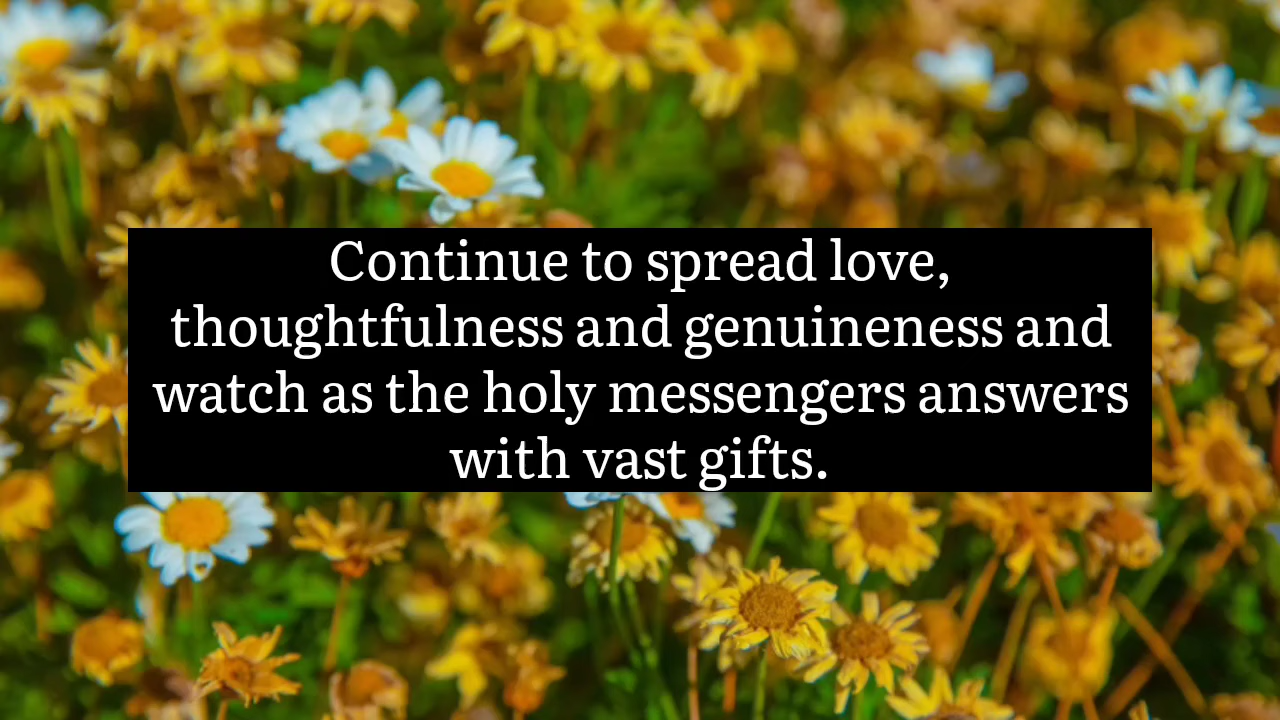 Continue to spread love,
thoughtfulness and genuineness and
watch as the holy messengers answers
with vast gifts.